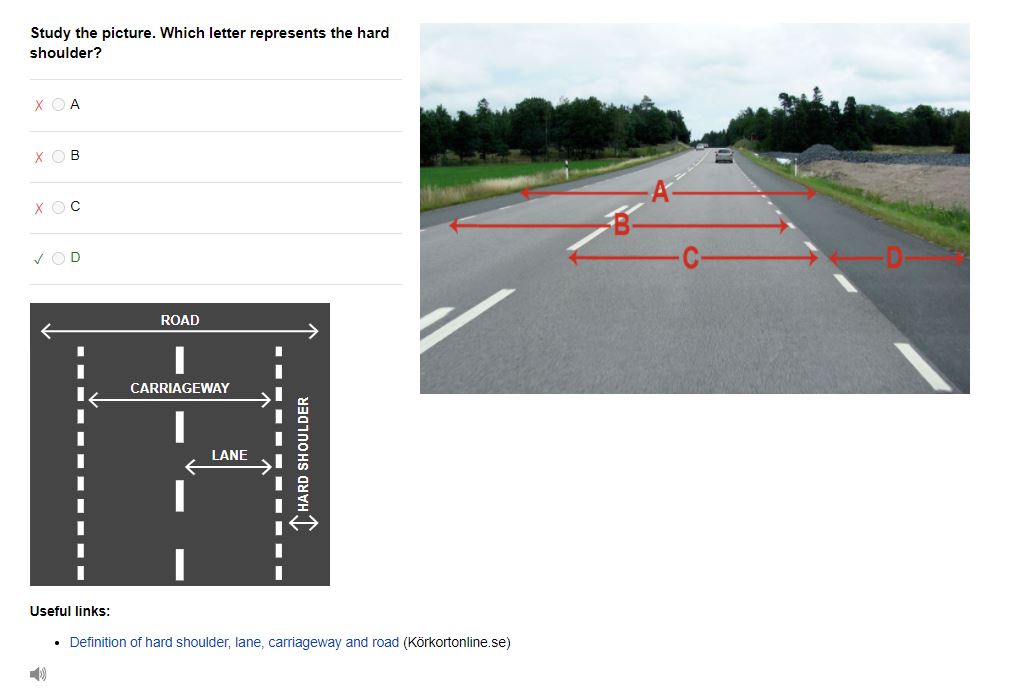 Study the picture. Which letter represents the hard
shoulder?
A
B
C
D
A
B
C
D
ROAD
CARRIAGEWAY
LANE
HARD SHOULDER
Useful links:
Definition of hard shoulder, lane, carriageway and road (Körkortonline.se)